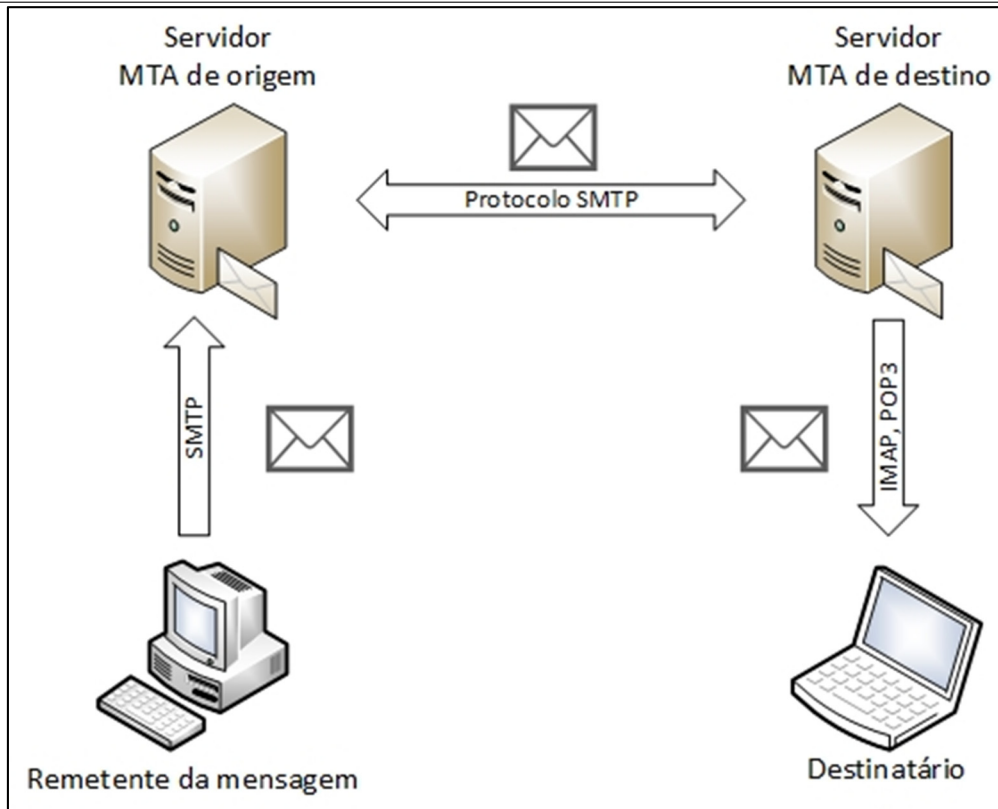 Servidor
MTA de origem
Servidor
MTA de destino
Protocolo SMTP
SMTP
IMAP, POP3
Remetente da mensagem
Destinatário